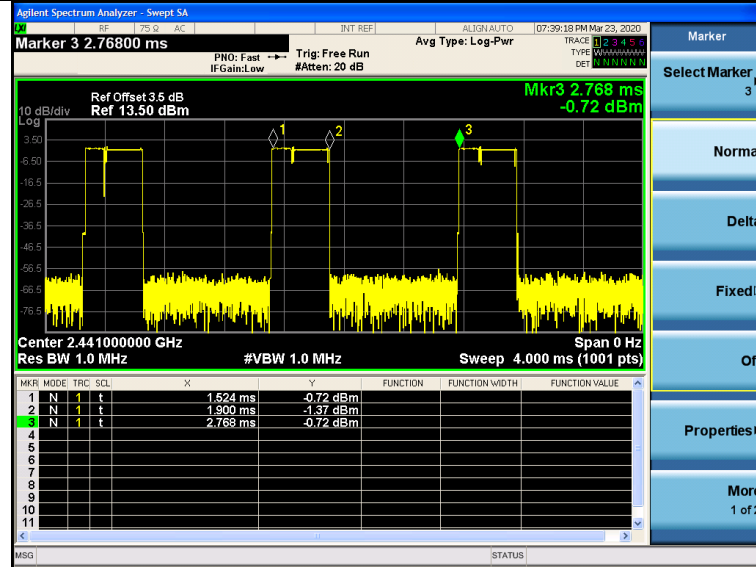 Agilent Spectrum Analyzer - Swept SA
LXI RF 75 Ω AC INT REF ALIGN AUTO 07:39:18 PM Mar 23, 2020
Marker 3 2.76800 ms
PNO: Fast
IFGain:Low
Trig: Free Run
#Atten: 20 dB
Avg Type: Log-Pwr
TRACE 1 2 3 4 5 6
TYPE WWWWWW
DET N N N N N N
Mkr3 2.768 ms
-0.72 dBm
Ref Offset 3.5 dB
10 dB/div Ref 13.50 dBm
Log
1
2
3
3.50
-6.50
-16.5
-26.5
-36.5
-46.5
-56.5
-66.5
-76.5
Center 2.441000000 GHz Span 0 Hz
Res BW 1.0 MHz #VBW 1.0 MHz Sweep 4.000 ms (1001 pts)
MKR MODE TRC SCL X Y FUNCTION FUNCTION WIDTH FUNCTION VALUE
1 N 1 t 1.524 ms -0.72 dBm
2 N 1 t 1.900 ms -1.37 dBm
3 N 1 t 2.768 ms -0.72 dBm
4
5
6
7
8
9
10
11
MSG STATUS
Marker
Select Marker
3
Norma
Delta
Fixed
Of
Properties
More
1 of 2